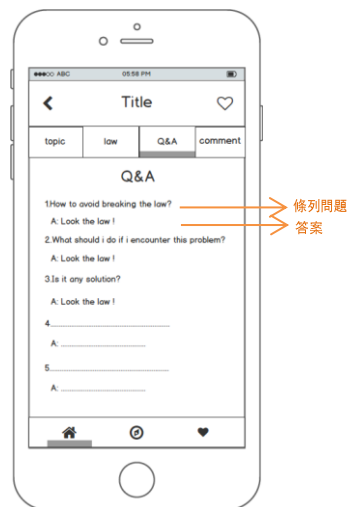 ABC 05:58 PM
Title
topic law Q&A comment
Q&A
1.How to avoid breaking the law?
條列問題
A: Look the law !
答案
2.What should i do if i encounter this problem?
A: Look the law !
3.Is it any solution?
A: Look the law !
4..............................................
A: .................................
5..............................................
A: .................................